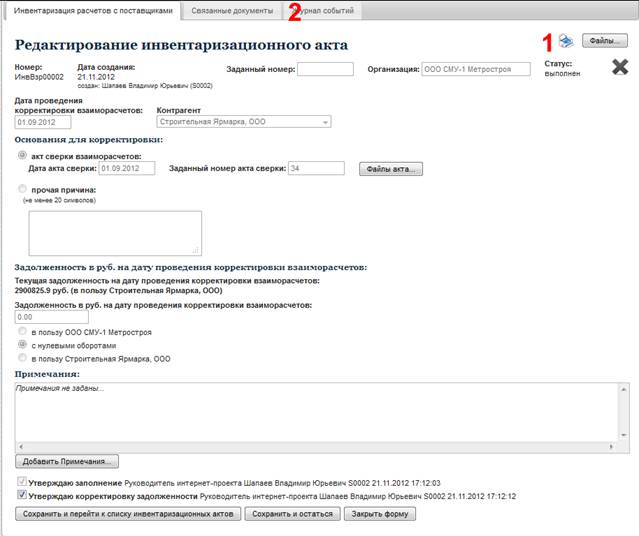 Инвентаризация расчетов с поставщиками Связанные документы 2 Журнал событий
Редактирование инвентаризационного акта 1 Файлы...
Номер: Дата создания: Заданный номер: Организация: ООО СМУ-1 Метростроя Статус:
ИнвВзр00002 21.11.2012 выполнен
создан: Шапаев Владимир Юрьевич (S0002)
Дата проведения
корректировки взаиморасчетов: Контрагент
01.09.2012 Строительная Ярмарка, ООО
Основания для корректировки:
акт сверки взаиморасчетов:
Дата акта сверки: 01.09.2012 Заданный номер акта сверки: 34 Файлы акта...
прочая причина:
(не менее 20 символов)
Задолженность в руб. на дату проведения корректировки взаиморасчетов:
Текущая задолженность на дату проведения корректировки взаиморасчетов:
2900825.9 руб. (в пользу Строительная Ярмарка, ООО)
Задолженность в руб. на дату проведения корректировки взаиморасчетов:
0.00
в пользу ООО СМУ-1 Метростроя
с нулевыми оборотами
в пользу Строительная Ярмарка, ООО
Примечания:
Примечания не заданы...
Добавить Примечания...
Утверждаю заполнение Руководитель интернет-проекта Шапаев Владимир Юрьевич S0002 21.11.2012 17:12:03
Утверждаю корректировку задолженности Руководитель интернет-проекта Шапаев Владимир Юрьевич S0002 21.11.2012 17:12:12
Сохранить и перейти к списку инвентаризационных актов Сохранить и остаться Закрыть форму